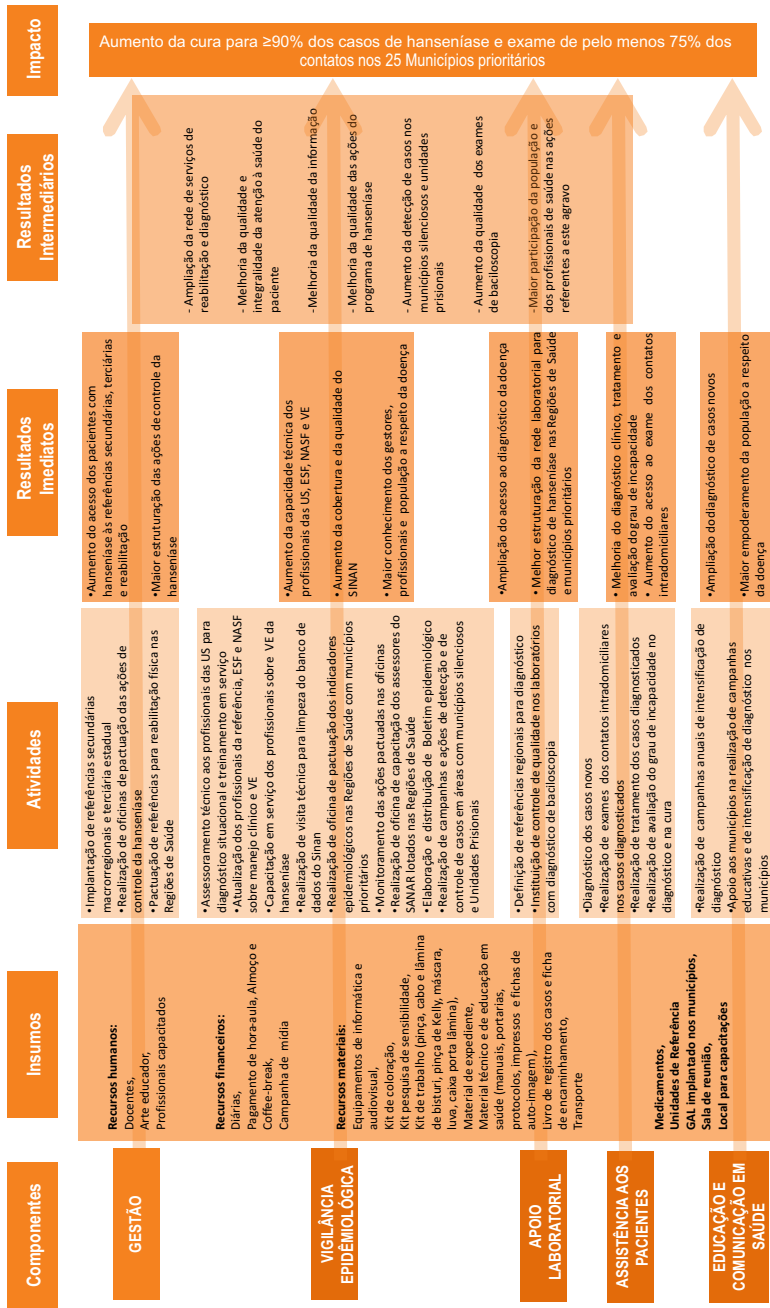 Componentes
GESTÃO
VIGILÂNCIA
EPIDÊMIOLÓGICA
APOIO
LABORATORIAL
ASSISTÊNCIA AOS
PACIENTES
EDUCAÇÃO E
COMUNICAÇÃO EM
SAÚDE
Insumos
Recursos humanos:
Docentes,
Arte educador,
Profissionais capacitados
Recursos financeiros:
Diárias,
Pagamento de hora-aula, Almoço e
Coffee-break,
Campanha de mídia
Recursos materiais:
Equipamentos de informática e
audiovisual,
Kit de coloração,
Kit pesquisa de sensibilidade,
Kit de trabalho (pinça, cabo e lâmina
de bisturi, pinça de Kelly, máscara,
luva, caixa porta lâmina),
Material de expediente,
Material técnico e de educação em
saúde (manuais, portarias,
protocolos, impressos e fichas de
auto-imagem),
Livro de registro dos casos e ficha
de encaminhamento,
Transporte
Medicamentos,
Unidades de Referência
GAL implantado nos municípios,
Sala de reunião,
Local para capacitações
Atividades
•Implantação de referências secundárias
macrorregionais e terciária estadual
•Realização de oficinas de pactuação das ações de
controle da hanseníase
•Pactuação de referências para reabilitação física nas
Regiões de Saúde
•Assessoramento técnico aos profissionais das US para
diagnóstico situacional e treinamento em serviço
•Atualização dos profissionais da referência, ESF e NASF
sobre manejo clínico e VE
•Capacitação em serviço dos profissionais sobre VE da
hanseníase
•Realização de visita técnica para limpeza do banco de
dados do Sinan
•Realização de oficina de pactuação dos indicadores
epidemiológicos nas Regiões de Saúde com municípios
prioritários
•Monitoramento das ações pactuadas nas oficinas
•Realização de oficina de capacitação dos assessores do
SANAR lotados nas Regiões de Saúde
•Elaboração e distribuição de Boletim epidemiológico
•Realização de campanhas e ações de detecção e de
controle de casos em áreas com municípios silenciosos
e Unidades Prisionais
•Definição de referências regionais para diagnóstico
•Instituição de controle de qualidade nos laboratórios
com diagnóstico de baciloscopia
•Diagnóstico dos casos novos
•Realização de exames dos contatos intradomiciliares
nos casos diagnosticados
•Realização de tratamento dos casos diagnosticados
•Realização de avaliação do grau de incapacidade no
diagnóstico e na cura
•Realização de campanhas anuais de intensificação de
diagnóstico
•Apoio aos municípios na realização de campanhas
educativas e de intensificação de diagnóstico nos
municípios
Resultados
Imediatos
•Aumento do acesso dos pacientes com
hanseníase às referências secundárias, terciárias
e reabilitação
•Maior estruturação das ações de controle da
hanseníase
•Aumento da capacidade técnica dos
profissionais das US, ESF, NASF e VE
•Aumento da cobertura e da qualidade do
SINAN
•Maior conhecimento dos gestores,
profissionais e população a respeito da doença
•Ampliação do acesso ao diagnóstico da doença
•Melhor estruturação da rede laboratorial para
diagnóstico de hanseníase nas Regiões de Saúde
e municípios prioritários
•Melhoria do diagnóstico clínico, tratamento e
avaliação do grau de incapacidade
• Aumento do acesso ao exame dos contatos
intradomiciliares
•Ampliação do diagnóstico de casos novos
•Maior empoderamento da população a respeito
da doença
Resultados
Intermediários
- Ampliação da rede de serviços de
reabilitação e diagnóstico
- Melhoria da qualidade e
integralidade da atenção à saúde do
paciente
- Melhoria da qualidade da informação
- Melhoria da qualidade das ações do
programa de hanseníase
- Aumento da detecção de casos nos
municípios silenciosos e unidades
prisionais
- Aumento da qualidade dos exames
de baciloscopia
- Maior participação da população e
dos profissionais de saúde nas ações
referentes a este agravo
Impacto
Aumento da cura para ≥90% dos casos de hanseníase e exame de pelo menos 75% dos
contatos nos 25 Municípios prioritários